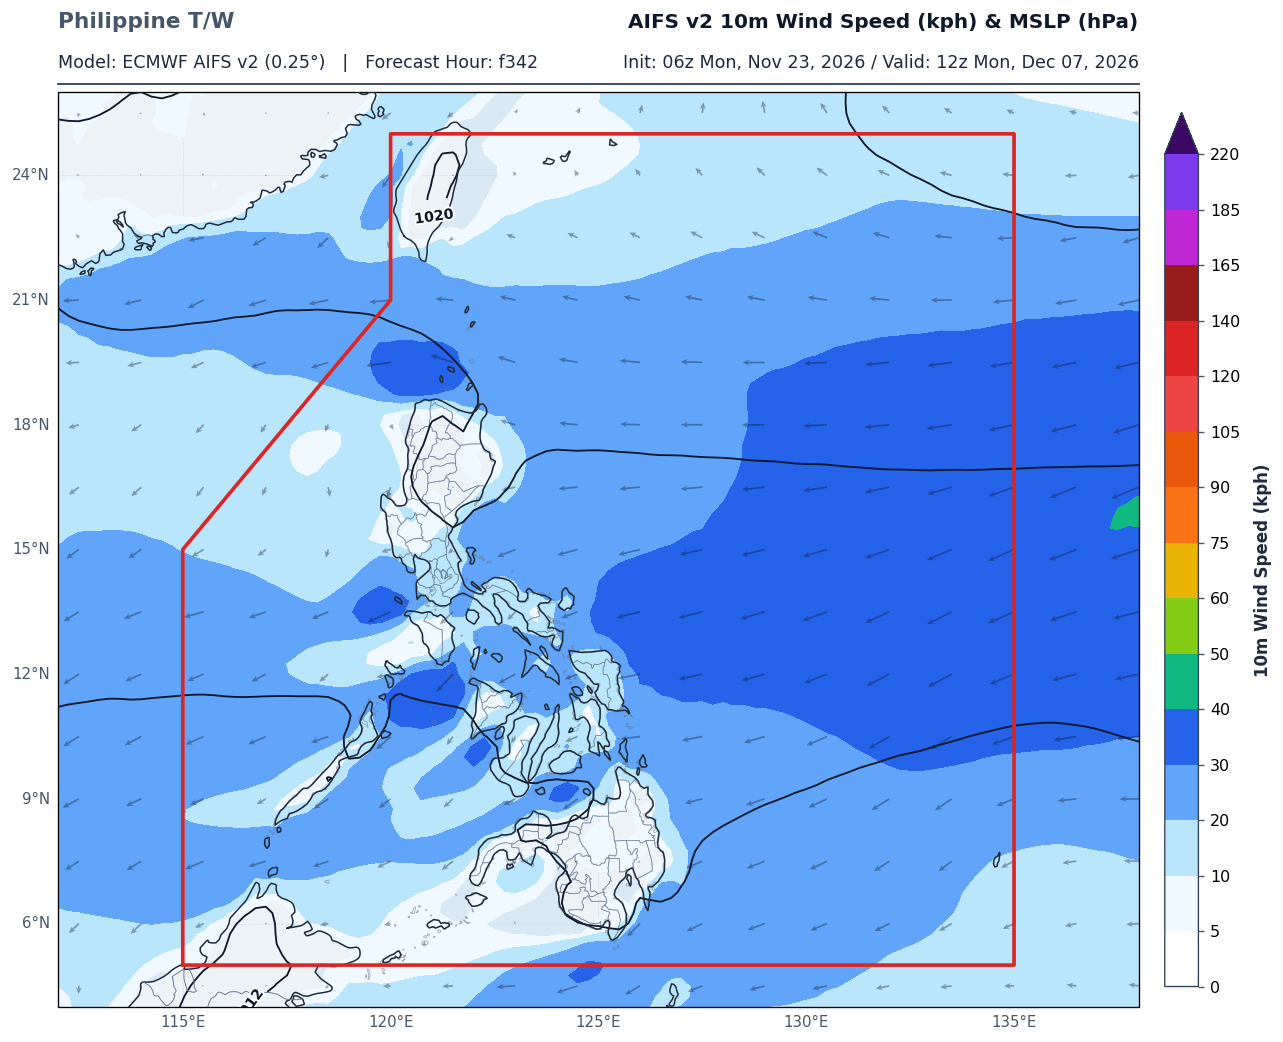 Philippine T/W
AIFS v2 10m Wind Speed (kph) & MSLP (hPa)
Model: ECMWF AIFS v2 (0.25°) | Forecast Hour: f342
Init: 06z Mon, Nov 23, 2026 / Valid: 12z Mon, Dec 07, 2026
24°N
21°N
18°N
15°N
12°N
9°N
6°N
115°E
120°E
125°E
130°E
135°E
1020
220
185
165
140
120
105
90
75
60
50
40
30
20
10
5
0
10m Wind Speed (kph)